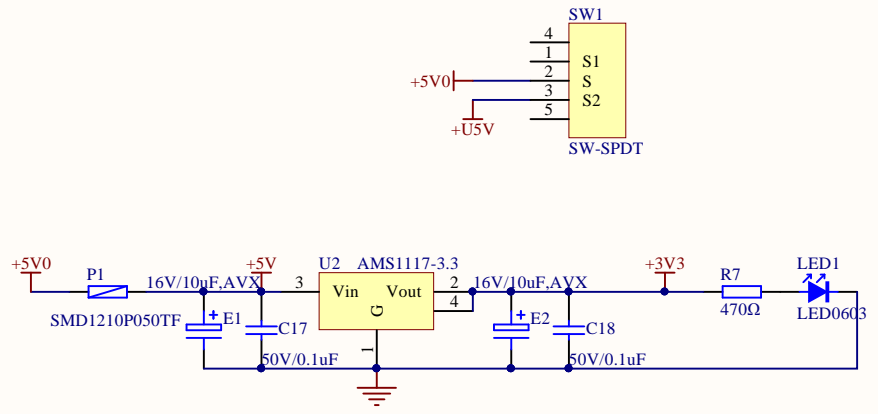 SW1
4
1 S1
+5V0 2 S
3 S2
+U5V 5
SW-SPDT
+5V0 P1 +5V U2 AMS1117-3.3 +3V3 R7 LED1
16V/10uF,AVX 3 Vin Vout 2 16V/10uF,AVX
4
SMD1210P050TF E1 C17 G E2 C18 470Ω LED0603
1
50V/0.1uF 50V/0.1uF